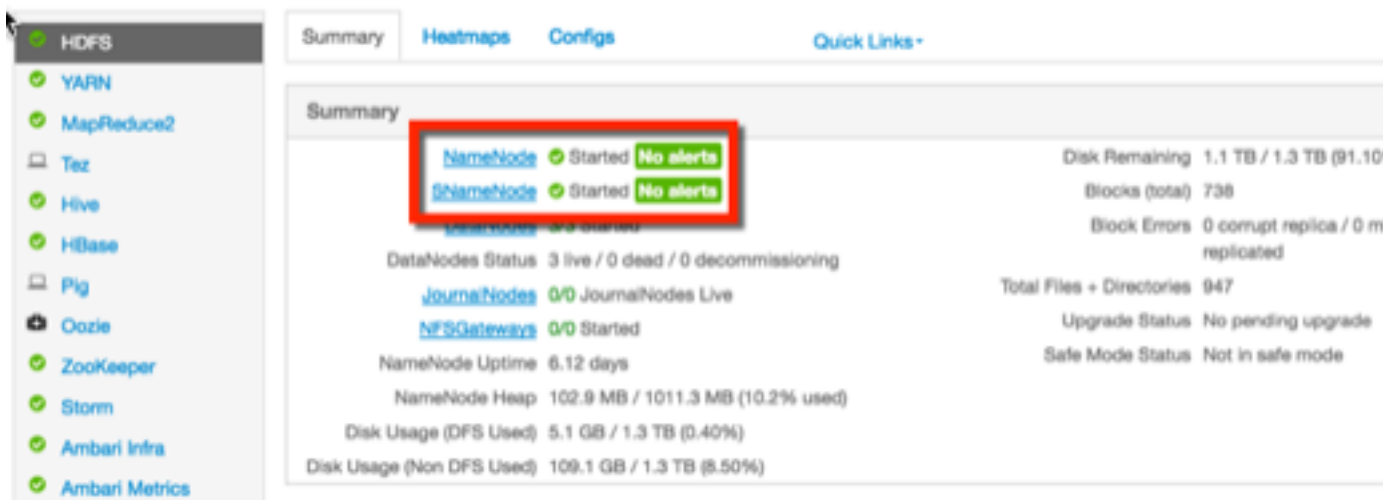 HDFS
YARN
MapReduce2
Tez
Hive
HBase
Pig
Oozie
ZooKeeper
Storm
Ambari Infra
Ambari Metrics
Summary Heatmaps Configs Quick Links
Summary
NameNode Started No alerts
SNameNode Started No alerts
DataNodes 3/3 Started
DataNodes Status 3 live / 0 dead / 0 decommissioning
JournalNodes 0/0 JournalNodes Live
NFSGateways 0/0 Started
NameNode Uptime 6.12 days
NameNode Heap 102.9 MB / 1011.3 MB (10.2% used)
Disk Usage (DFS Used) 5.1 GB / 1.3 TB (0.40%)
Disk Usage (Non DFS Used) 109.1 GB / 1.3 TB (8.50%)
Disk Remaining 1.1 TB / 1.3 TB (91.10
Blocks (total) 738
Block Errors 0 corrupt replica / 0 m
replicated
Total Files + Directories 947
Upgrade Status No pending upgrade
Safe Mode Status Not in safe mode